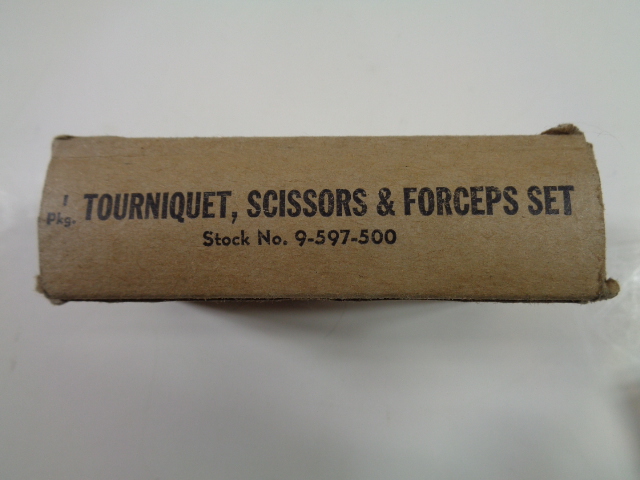 1
Pkg. TOURNIQUET, SCISSORS & FORCEPS SET
Stock No. 9-597-500